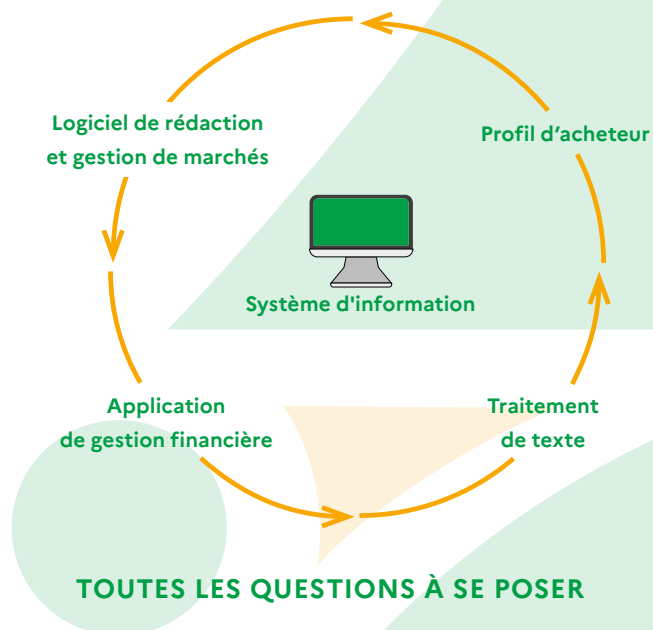 Logiciel de rédaction
et gestion de marchés
Profil d’acheteur
Système d'information
Application
de gestion financière
Traitement
de texte
TOUTES LES QUESTIONS À SE POSER